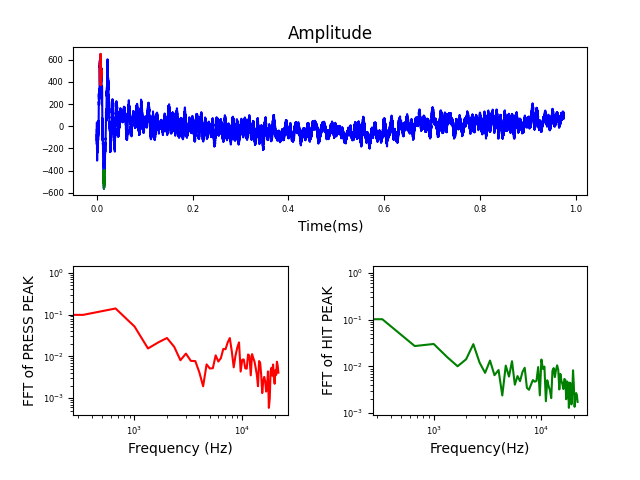 Amplitude
600
400
200
0
−200
−400
−600
0.0 0.2 0.4 0.6 0.8 1.0
Time(ms)
FFT of PRESS PEAK
10⁰
10⁻¹
10⁻²
10⁻³
10³ 10⁴
Frequency (Hz)
FFT of HIT PEAK
10⁰
10⁻¹
10⁻²
10⁻³
10³ 10⁴
Frequency(Hz)